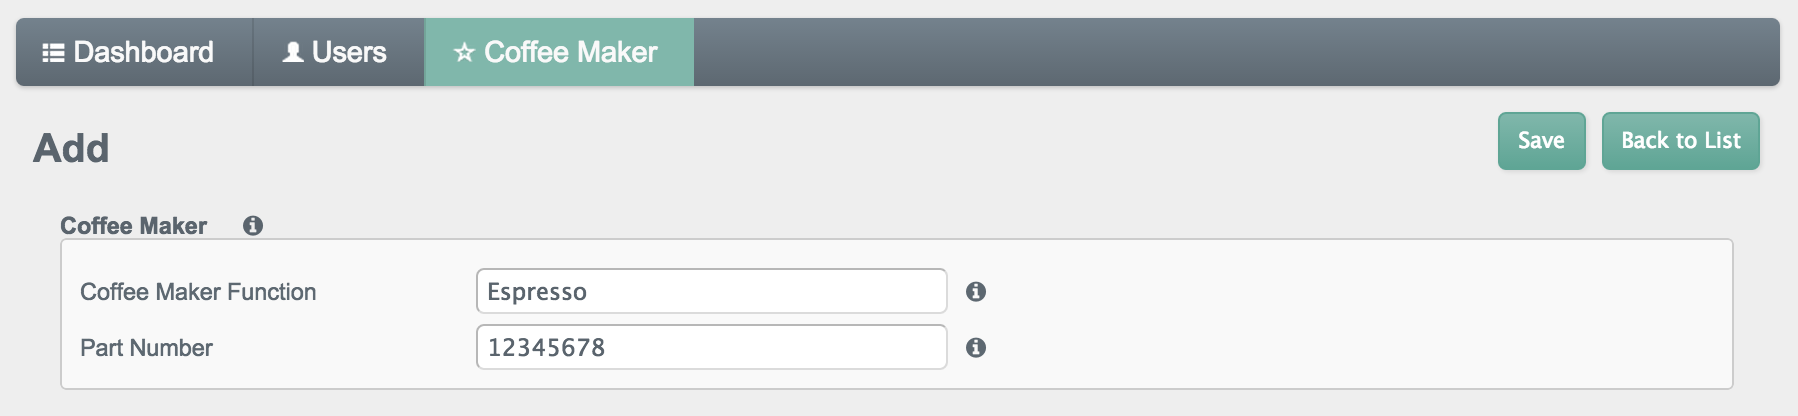 Dashboard Users Coffee Maker
Add
Save Back to List
Coffee Maker
Coffee Maker Function Espresso
Part Number 12345678